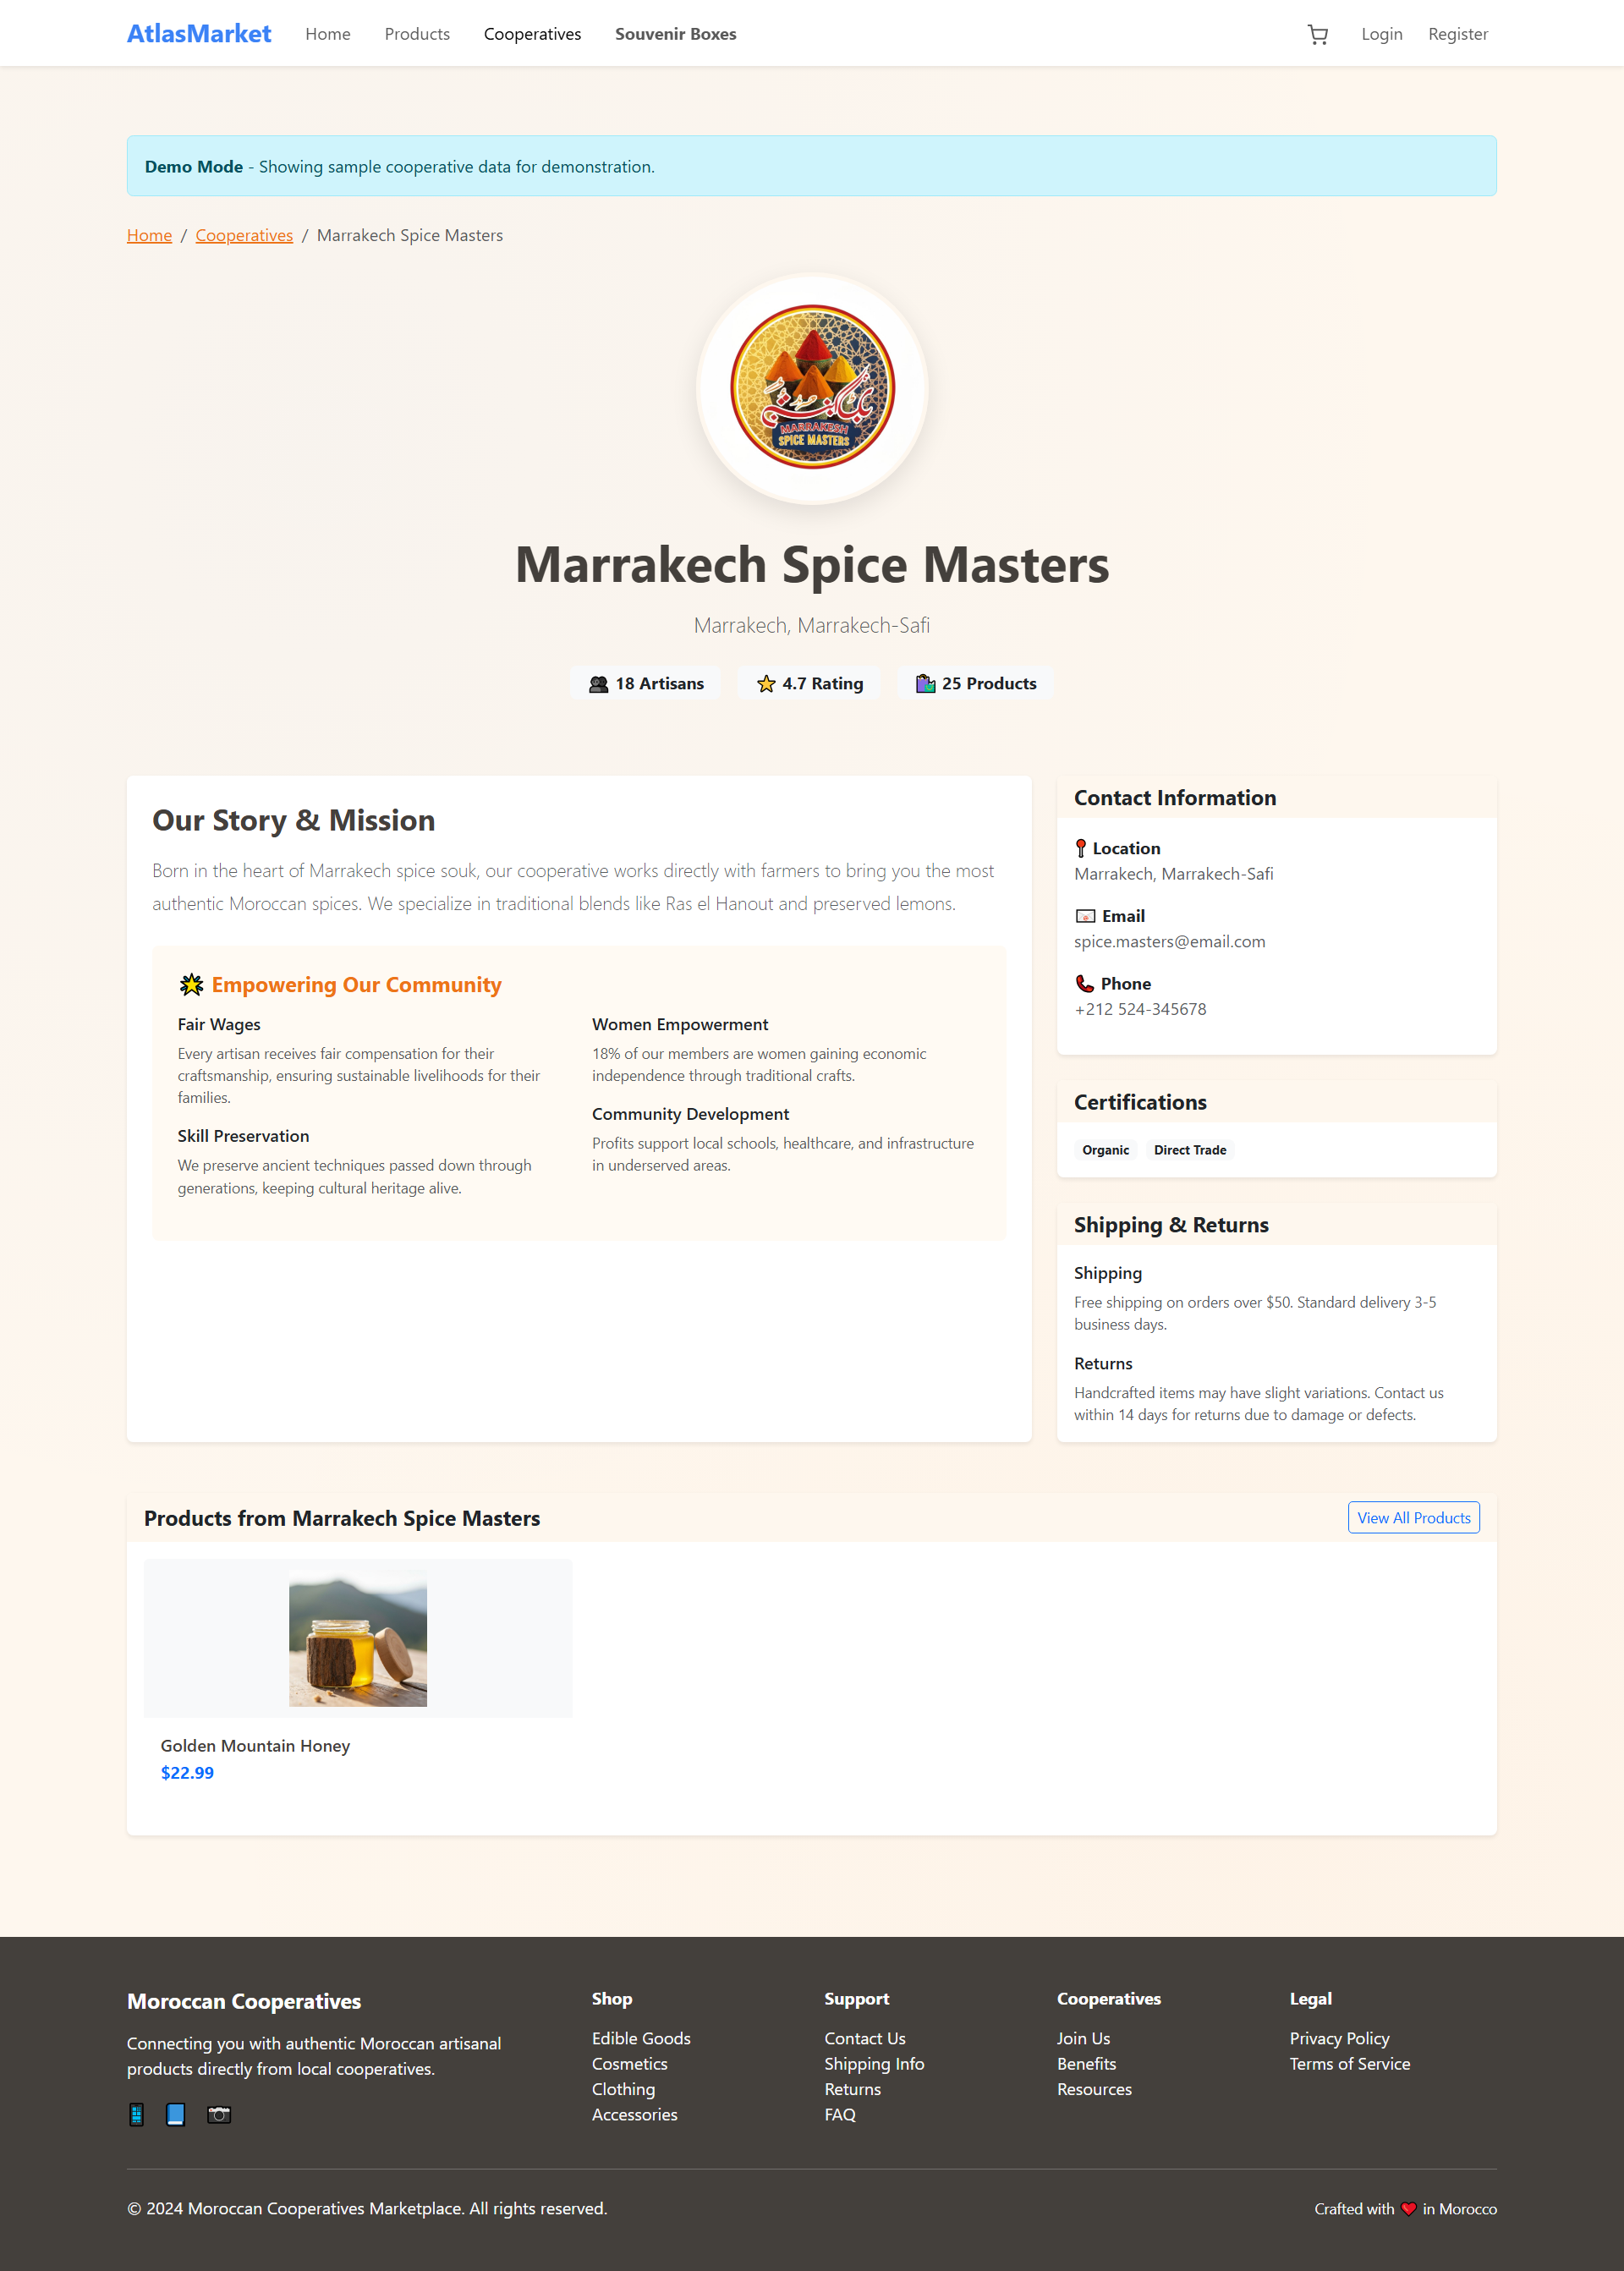 AtlasMarket Home Products Cooperatives Souvenir Boxes Login Register
Demo Mode - Showing sample cooperative data for demonstration.
Home / Cooperatives / Marrakech Spice Masters
MARRAKESH
SPICE MASTERS
Marrakech Spice Masters
Marrakech, Marrakech-Safi
18 Artisans 4.7 Rating 25 Products
Our Story & Mission
Born in the heart of Marrakech spice souk, our cooperative works directly with farmers to bring you the most
authentic Moroccan spices. We specialize in traditional blends like Ras el Hanout and preserved lemons.
🌟 Empowering Our Community
Fair Wages
Every artisan receives fair compensation for their
craftsmanship, ensuring sustainable livelihoods for their
families.
Skill Preservation
We preserve ancient techniques passed down through
generations, keeping cultural heritage alive.
Women Empowerment
18% of our members are women gaining economic
independence through traditional crafts.
Community Development
Profits support local schools, healthcare, and infrastructure
in underserved areas.
Contact Information
Location
Marrakech, Marrakech-Safi
Email
spice.masters@email.com
Phone
+212 524-345678
Certifications
Organic Direct Trade
Shipping & Returns
Shipping
Free shipping on orders over $50. Standard delivery 3-5
business days.
Returns
Handcrafted items may have slight variations. Contact us
within 14 days for returns due to damage or defects.
Products from Marrakech Spice Masters View All Products
Golden Mountain Honey
$22.99
Moroccan Cooperatives
Connecting you with authentic Moroccan artisanal
products directly from local cooperatives.
Shop
Edible Goods
Cosmetics
Clothing
Accessories
Support
Contact Us
Shipping Info
Returns
FAQ
Cooperatives
Join Us
Benefits
Resources
Legal
Privacy Policy
Terms of Service
© 2024 Moroccan Cooperatives Marketplace. All rights reserved.
Crafted with ❤️ in Morocco